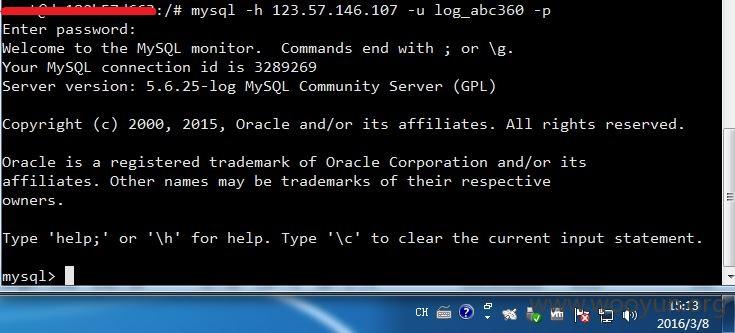 :/# mysql -h 123.57.146.107 -u log_abc360 -p
Enter password:
Welcome to the MySQL monitor.  Commands end with ; or \g.
Your MySQL connection id is 3289269
Server version: 5.6.25-log MySQL Community Server (GPL)
Copyright (c) 2000, 2015, Oracle and/or its affiliates. All rights reserved.
Oracle is a registered trademark of Oracle Corporation and/or its
affiliates. Other names may be trademarks of their respective
owners.
Type 'help;' or '\h' for help. Type '\c' to clear the current input statement.
mysql>
www.wooyun.org
CH
15:13
2016/3/8